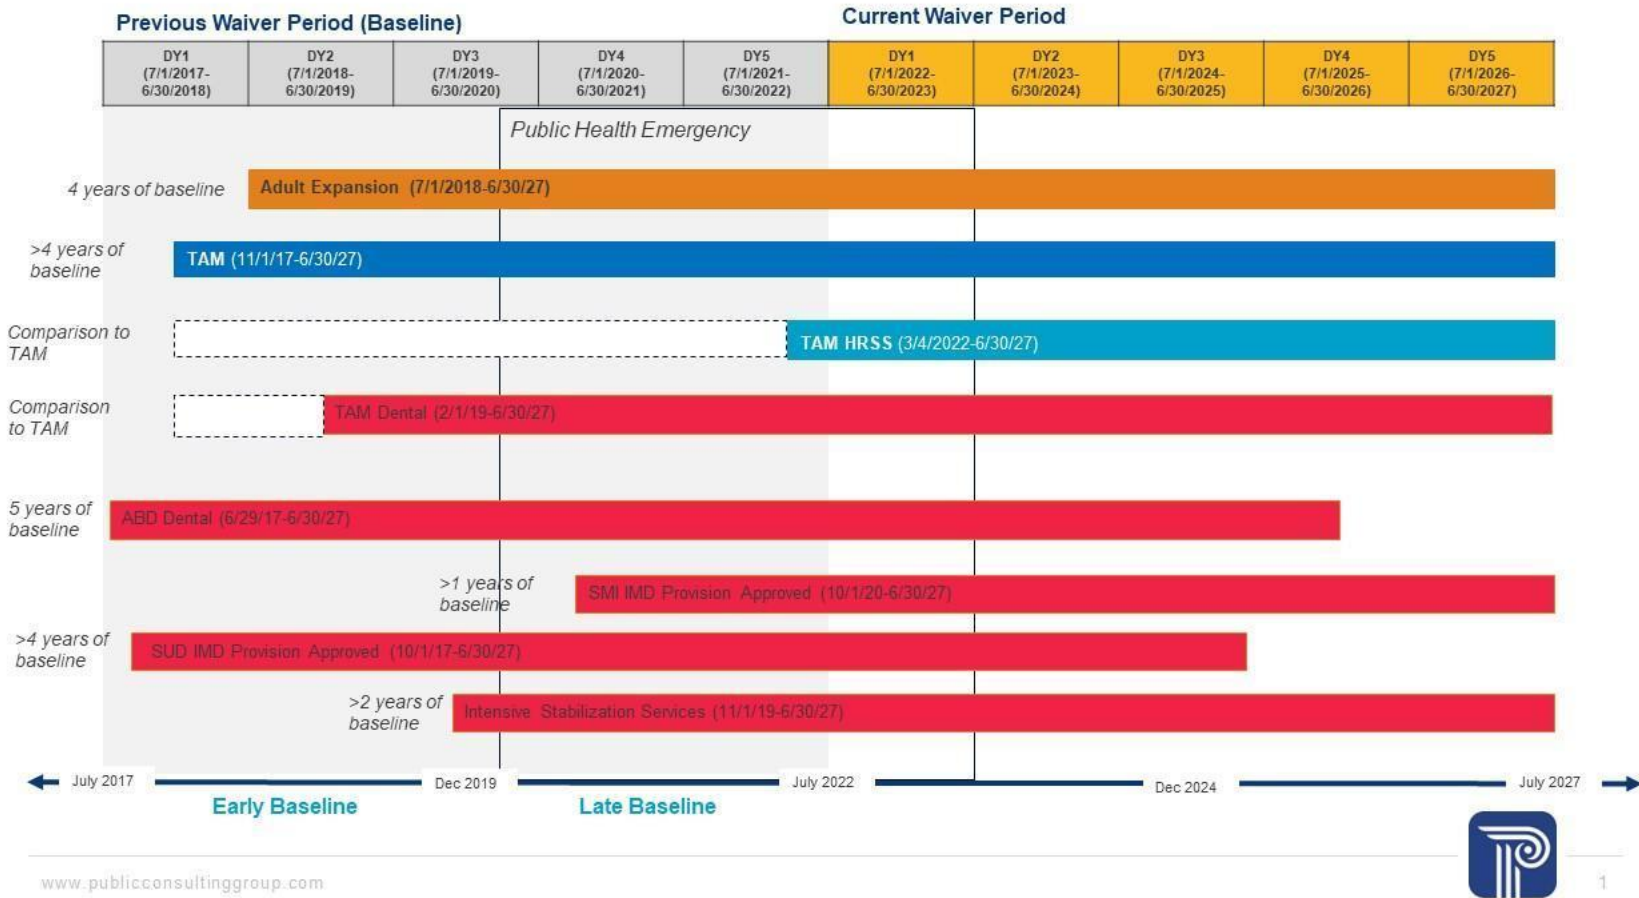 Previous Waiver Period (Baseline)
Current Waiver Period
DY1
(7/1/2017-
6/30/2018)
DY2
(7/1/2018-
6/30/2019)
DY3
(7/1/2019-
6/30/2020)
DY4
(7/1/2020-
6/30/2021)
DY5
(7/1/2021-
6/30/2022)
DY1
(7/1/2022-
6/30/2023)
DY2
(7/1/2023-
6/30/2024)
DY3
(7/1/2024-
6/30/2025)
DY4
(7/1/2025-
6/30/2026)
DY5
(7/1/2026-
6/30/2027)
Public Health Emergency
4 years of baseline
Adult Expansion (7/1/2018-6/30/27)
>4 years of
baseline
TAM (11/1/17-6/30/27)
Comparison to
TAM
TAM HRSS (3/4/2022-6/30/27)
Comparison
to TAM
TAM Dental (2/1/19-6/30/27)
5 years of
baseline
ABD Dental (6/29/17-6/30/27)
>1 years of
baseline
SMI IMD Provision Approved (10/1/20-6/30/27)
>4 years of
baseline
SUD IMD Provision Approved (10/1/17-6/30/27)
>2 years of
baseline
Intensive Stabilization Services (11/1/19-6/30/27)
July 2017
Dec 2019
July 2022
Dec 2024
July 2027
Early Baseline
Late Baseline
www.publicconsultinggroup.com
1